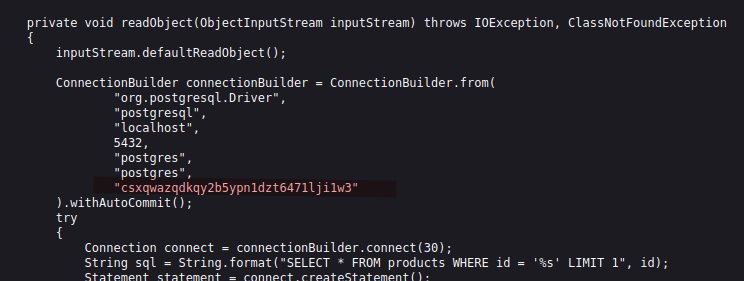 private void readObject(ObjectInputStream inputStream) throws IOException, ClassNotFoundException
{
inputStream.defaultReadObject();
ConnectionBuilder connectionBuilder = ConnectionBuilder.from(
"org.postgresql.Driver",
"postgresql",
"localhost",
5432,
"postgres",
"postgres",
"csxqwazqdkqy2b5ypn1dzt6471lji1w3"
).withAutoCommit();
try
{
Connection connect = connectionBuilder.connect(30);
String sql = String.format("SELECT * FROM products WHERE id = '%s' LIMIT 1", id);
Statement statement = connect.createStatement();